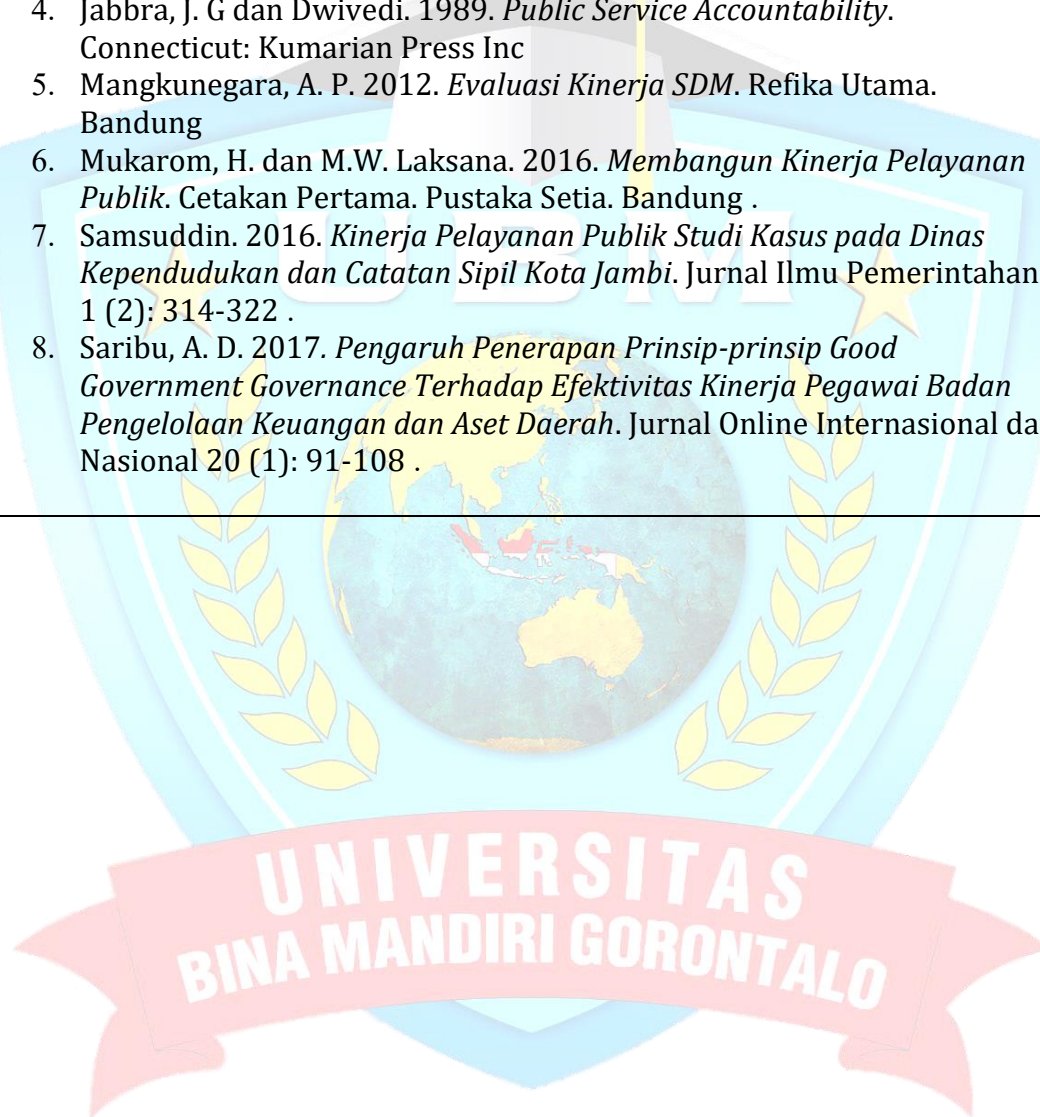 4. Jabbra, J. G dan Dwivedi. 1989. Public Service Accountability.
Connecticut: Kumarian Press Inc
5. Mangkunegara, A. P. 2012. Evaluasi Kinerja SDM. Refika Utama.
Bandung
6. Mukarom, H. dan M.W. Laksana. 2016. Membangun Kinerja Pelayanan
Publik. Cetakan Pertama. Pustaka Setia. Bandung .
7. Samsuddin. 2016. Kinerja Pelayanan Publik Studi Kasus pada Dinas
Kependudukan dan Catatan Sipil Kota Jambi. Jurnal Ilmu Pemerintahan
1 (2): 314-322 .
8. Saribu, A. D. 2017. Pengaruh Penerapan Prinsip-prinsip Good
Government Governance Terhadap Efektivitas Kinerja Pegawai Badan
Pengelolaan Keuangan dan Aset Daerah. Jurnal Online Internasional da
Nasional 20 (1): 91-108 .
UBM
UNIVERSITAS
BINA MANDIRI GORONTALO